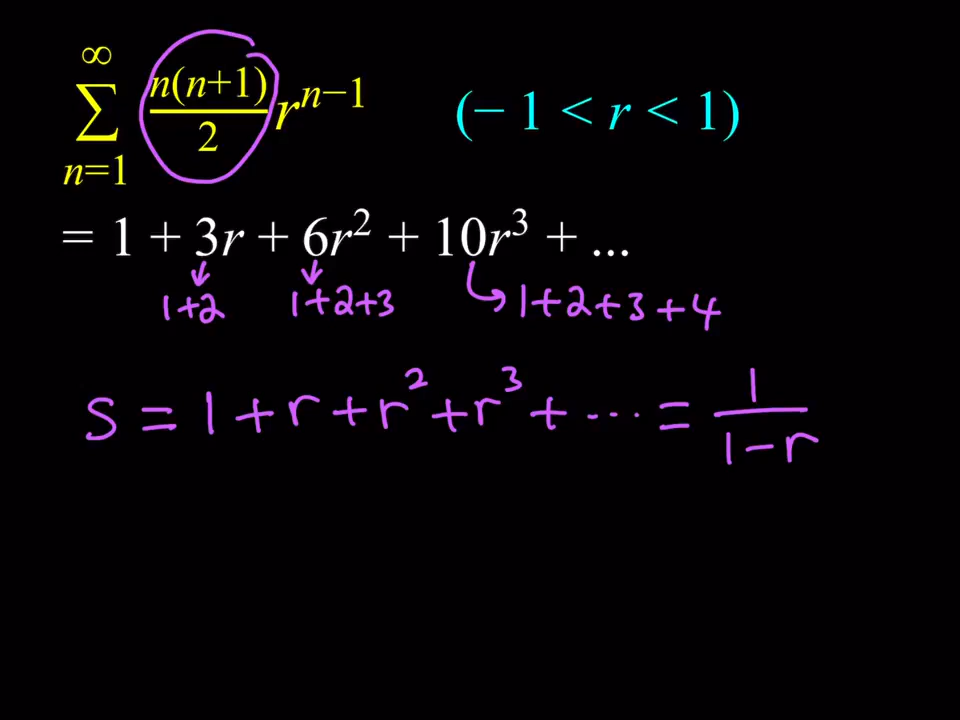 ∞
∑ n(n+1)/2 r^(n−1) (− 1 < r < 1)
n=1
= 1 + 3r + 6r² + 10r³ + ...
1+2 1+2+3 1+2+3+4
S = 1 + r + r² + r³ + ... = 1/(1−r)